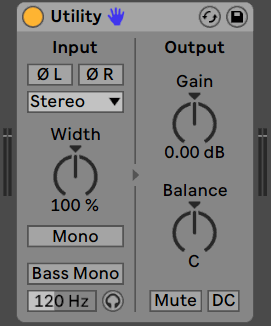 Utility
Input
Ø L Ø R
Stereo
Width
100 %
Mono
Bass Mono
120 Hz
Output
Gain
0.00 dB
Balance
C
Mute DC